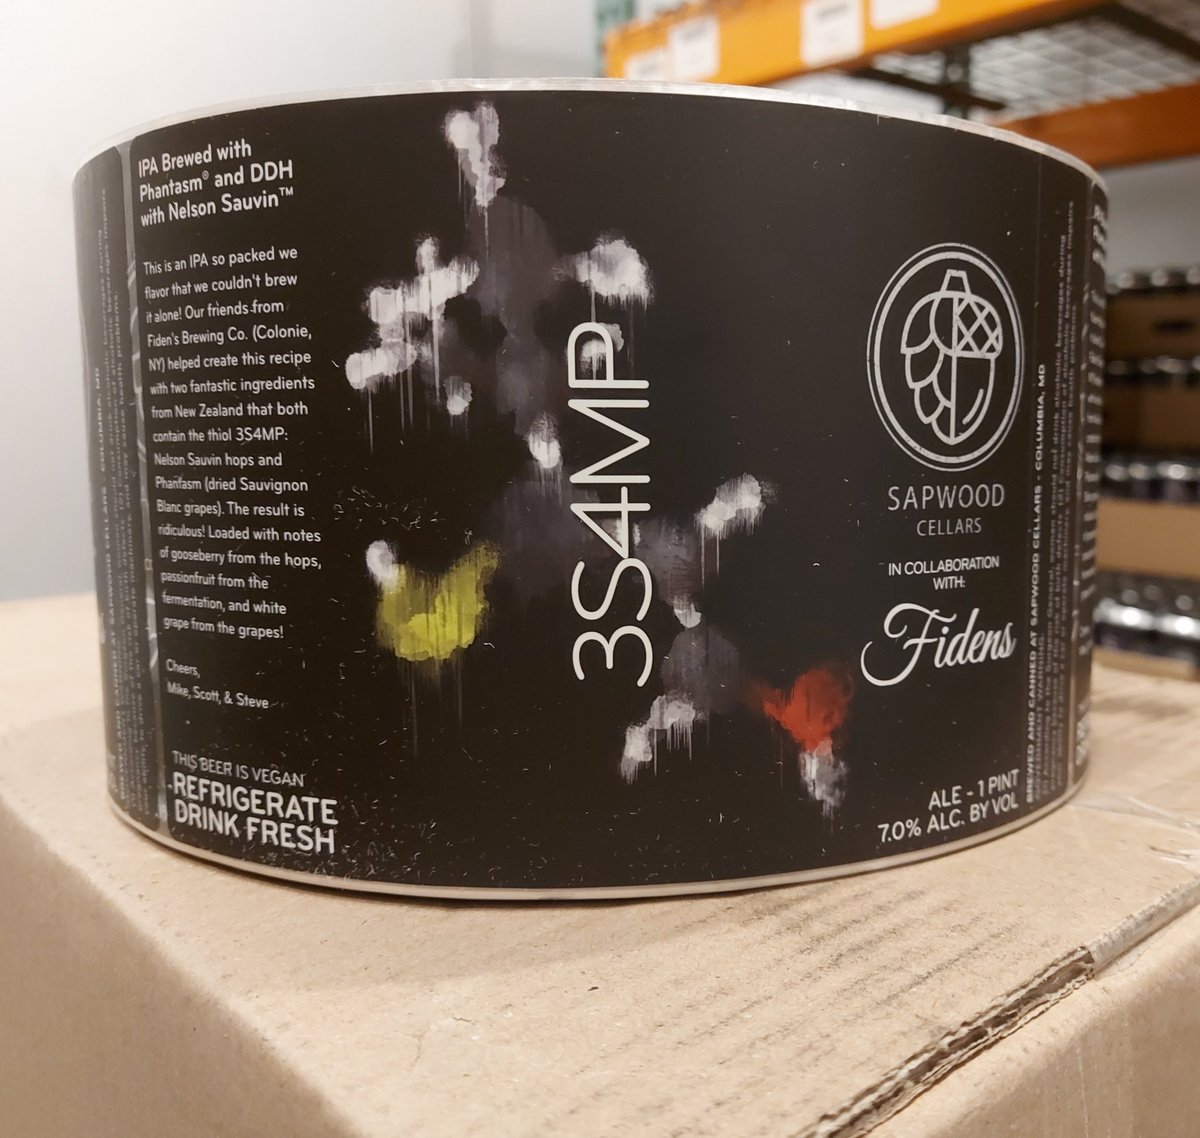 IPA Brewed with
Phantasm® and DDH
with Nelson Sauvin™
This is an IPA so packed we
flavor that we couldn't brew
it alone! Our friends from
Fiden's Brewing Co. (Colonie,
NY) helped create this recipe
with two fantastic ingredients
from New Zealand that both
contain the thiol 3S4MP:
Nelson Sauvin hops and
Phantasm (dried Sauvignon
Blanc grapes). The result is
ridiculous! Loaded with notes
of gooseberry from the hops,
passionfruit from the
fermentation, and white
grape from the grapes!
Cheers,
Mike, Scott, & Steve
THIS BEER IS VEGAN
REFRIGERATE
DRINK FRESH
3S4MP
SAPWOOD
CELLARS
IN COLLABORATION
WITH:
Fidens
ALE - 1 PINT
7.0% ALC. BY VOL
BREWED AND CANNED AT SAPWOOD CELLARS - COLUMBIA, MD